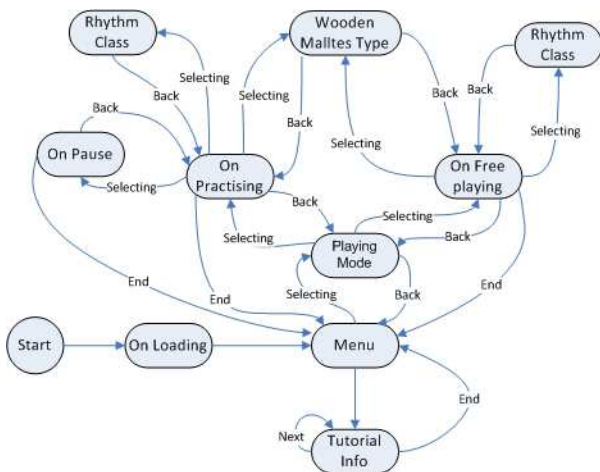 Rhythm
Class
Wooden
Malltes Type
Rhythm
Class
Selecting
Back
Selecting
Back
Back
Back
Selecting
Back
Selecting
On Pause
On
Practising
On Free
playing
Selecting
Back
Selecting
Selecting
Back
Playing
Mode
End
End
Selecting
Back
End
Start
On Loading
Menu
End
Next
Tutorial
Info